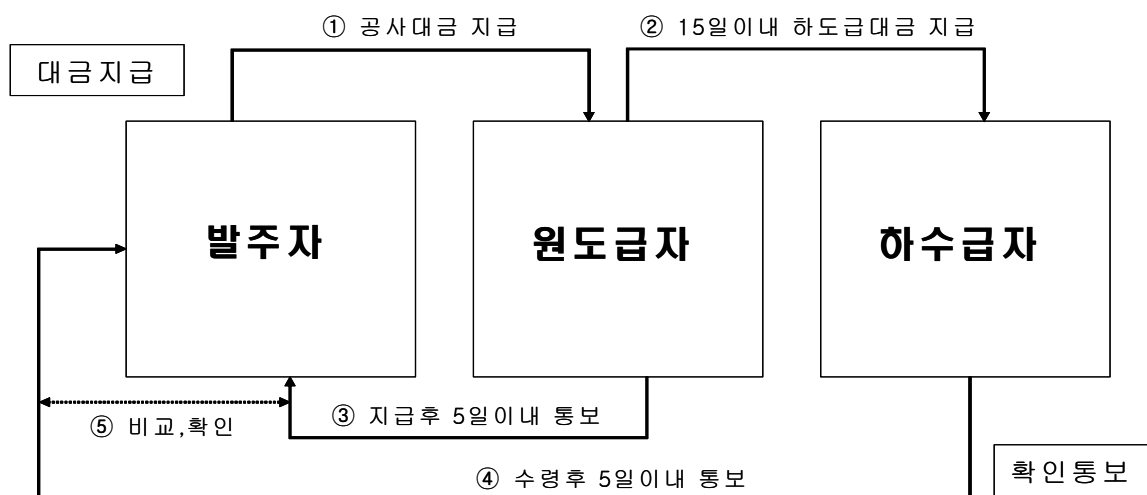 ① 공사대금 지급
② 15일이내 하도급대금 지급
대금지급
발주자
원도급자
하수급자
③ 지급후 5일이내 통보
⑤ 비교,확인
④ 수령후 5일이내 통보
확인통보